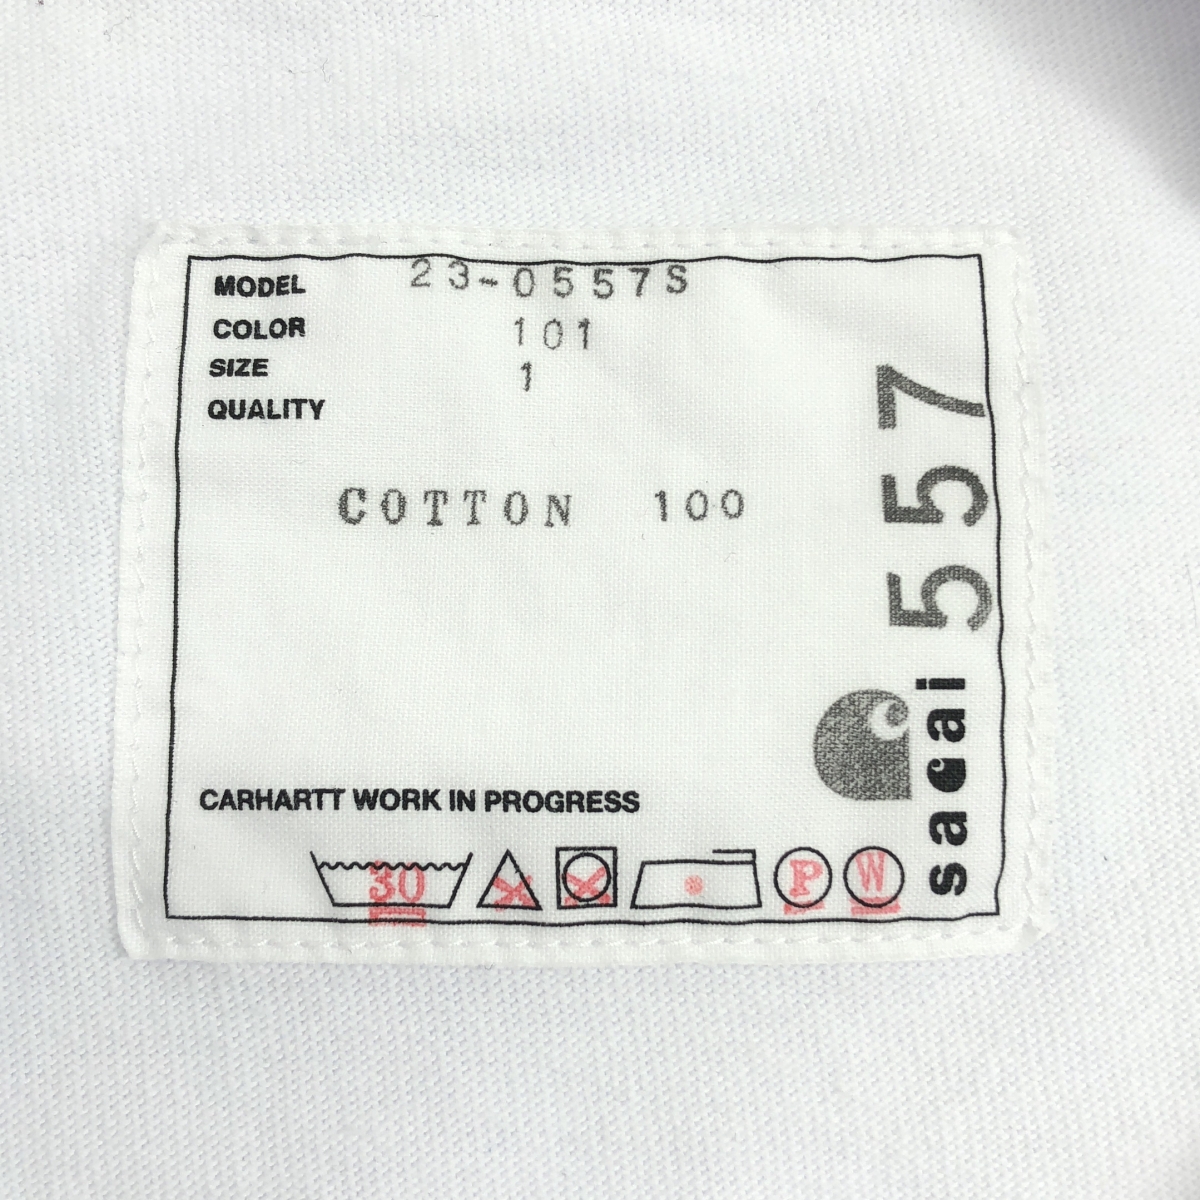 MODEL 23-0557S
COLOR 101
SIZE 1
QUALITY
COTTON 100
CARHARTT WORK IN PROGRESS
30 P W
sacai 557